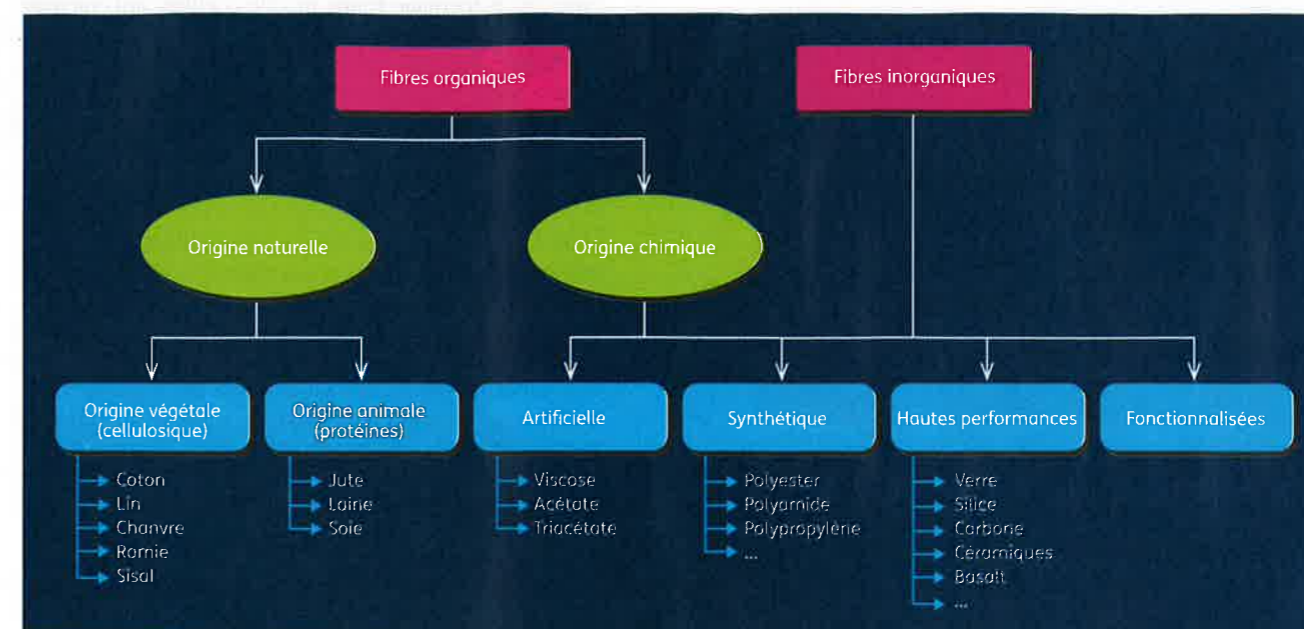 Fibres organiques
Fibres inorganiques
Origine naturelle
Origine chimique
Origine végétale
(cellulosique)
Origine animale
(protéines)
Artificielle
Synthétique
Hautes performances
Fonctionnalisées
Coton
Lin
Chanvre
Ramie
Sisal
Jute
Laine
Soie
Viscose
Acétate
Triacétate
Polyester
Polyamide
Polypropylène
...
Verre
Silice
Carbone
Céramiques
Basalt
...